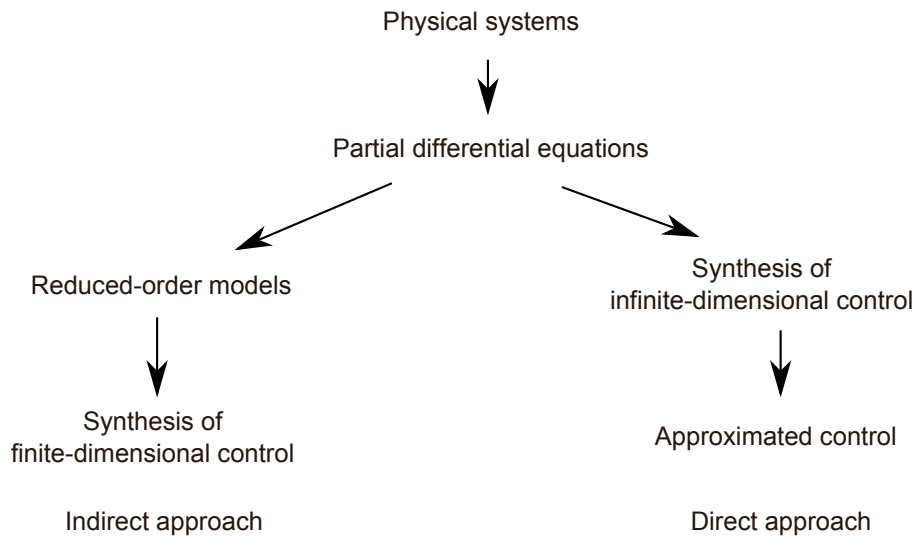 Physical systems
Partial differential equations
Reduced-order models
Synthesis of
finite-dimensional control
Indirect approach
Synthesis of
infinite-dimensional control
Approximated control
Direct approach